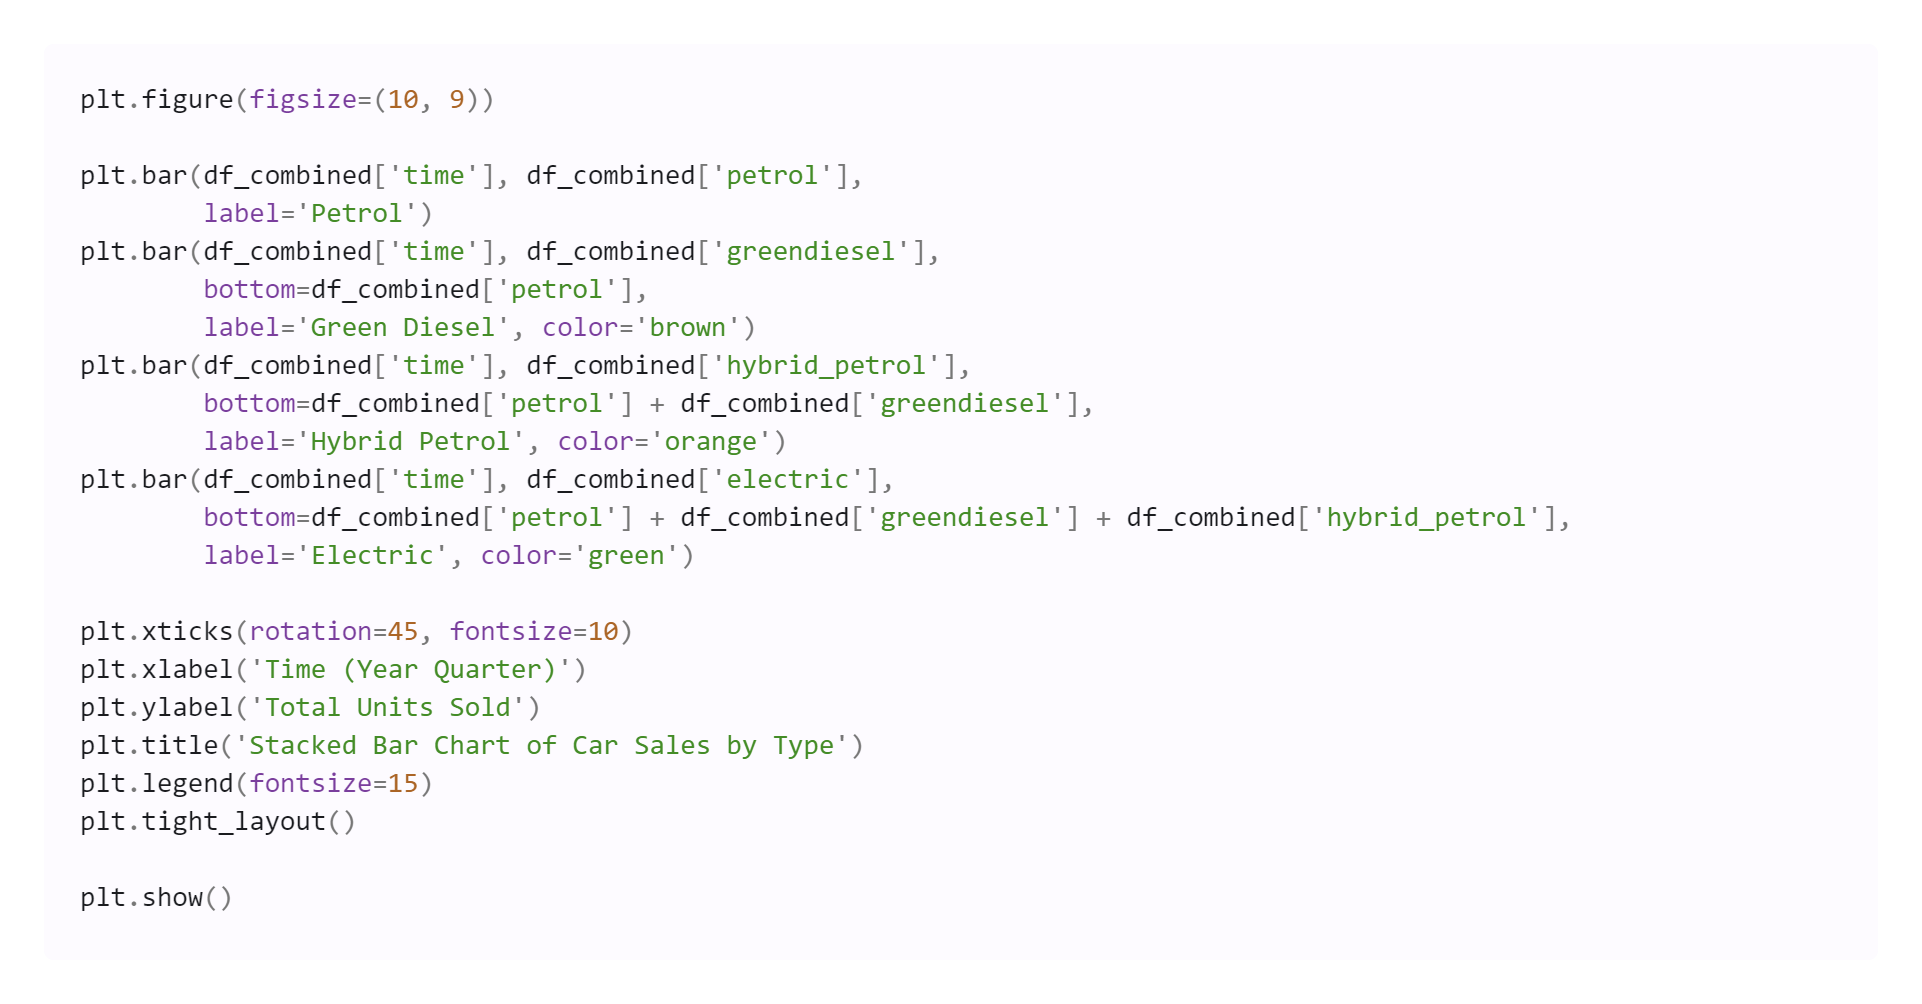 plt.figure(figsize=(10, 9))

plt.bar(df_combined['time'], df_combined['petrol'],
        label='Petrol')
plt.bar(df_combined['time'], df_combined['greendiesel'],
        bottom=df_combined['petrol'],
        label='Green Diesel', color='brown')
plt.bar(df_combined['time'], df_combined['hybrid_petrol'],
        bottom=df_combined['petrol'] + df_combined['greendiesel'],
        label='Hybrid Petrol', color='orange')
plt.bar(df_combined['time'], df_combined['electric'],
        bottom=df_combined['petrol'] + df_combined['greendiesel'] + df_combined['hybrid_petrol'],
        label='Electric', color='green')

plt.xticks(rotation=45, fontsize=10)
plt.xlabel('Time (Year Quarter)')
plt.ylabel('Total Units Sold')
plt.title('Stacked Bar Chart of Car Sales by Type')
plt.legend(fontsize=15)
plt.tight_layout()

plt.show()